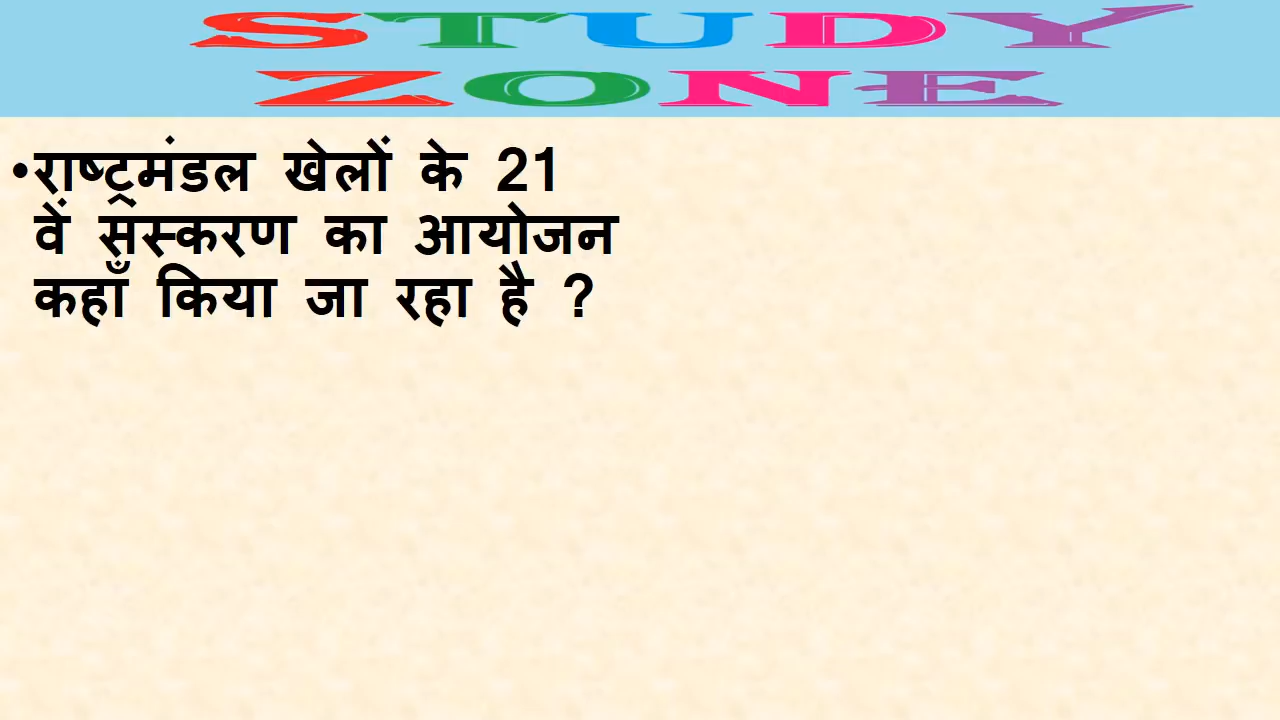 STUDY
ZONE
•राष्ट्रमंडल खेलों के 21
वें संस्करण का आयोजन
कहाँ किया जा रहा है ?